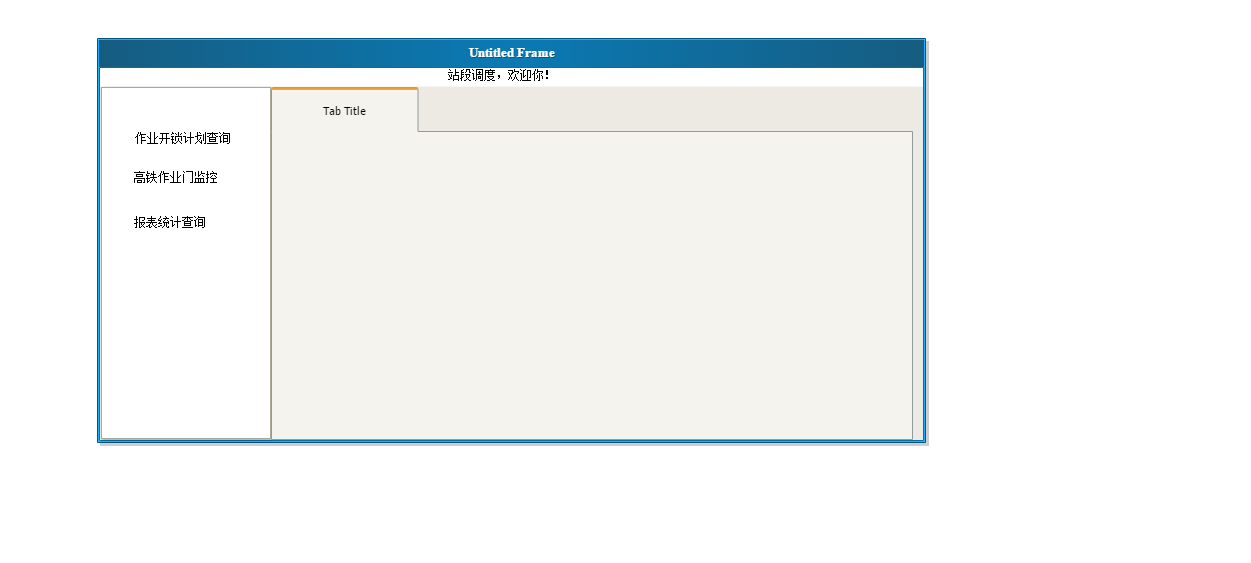 Untitled Frame
站段调度，欢迎你!
Tab Title
作业开锁计划查询
高铁作业门监控
报表统计查询